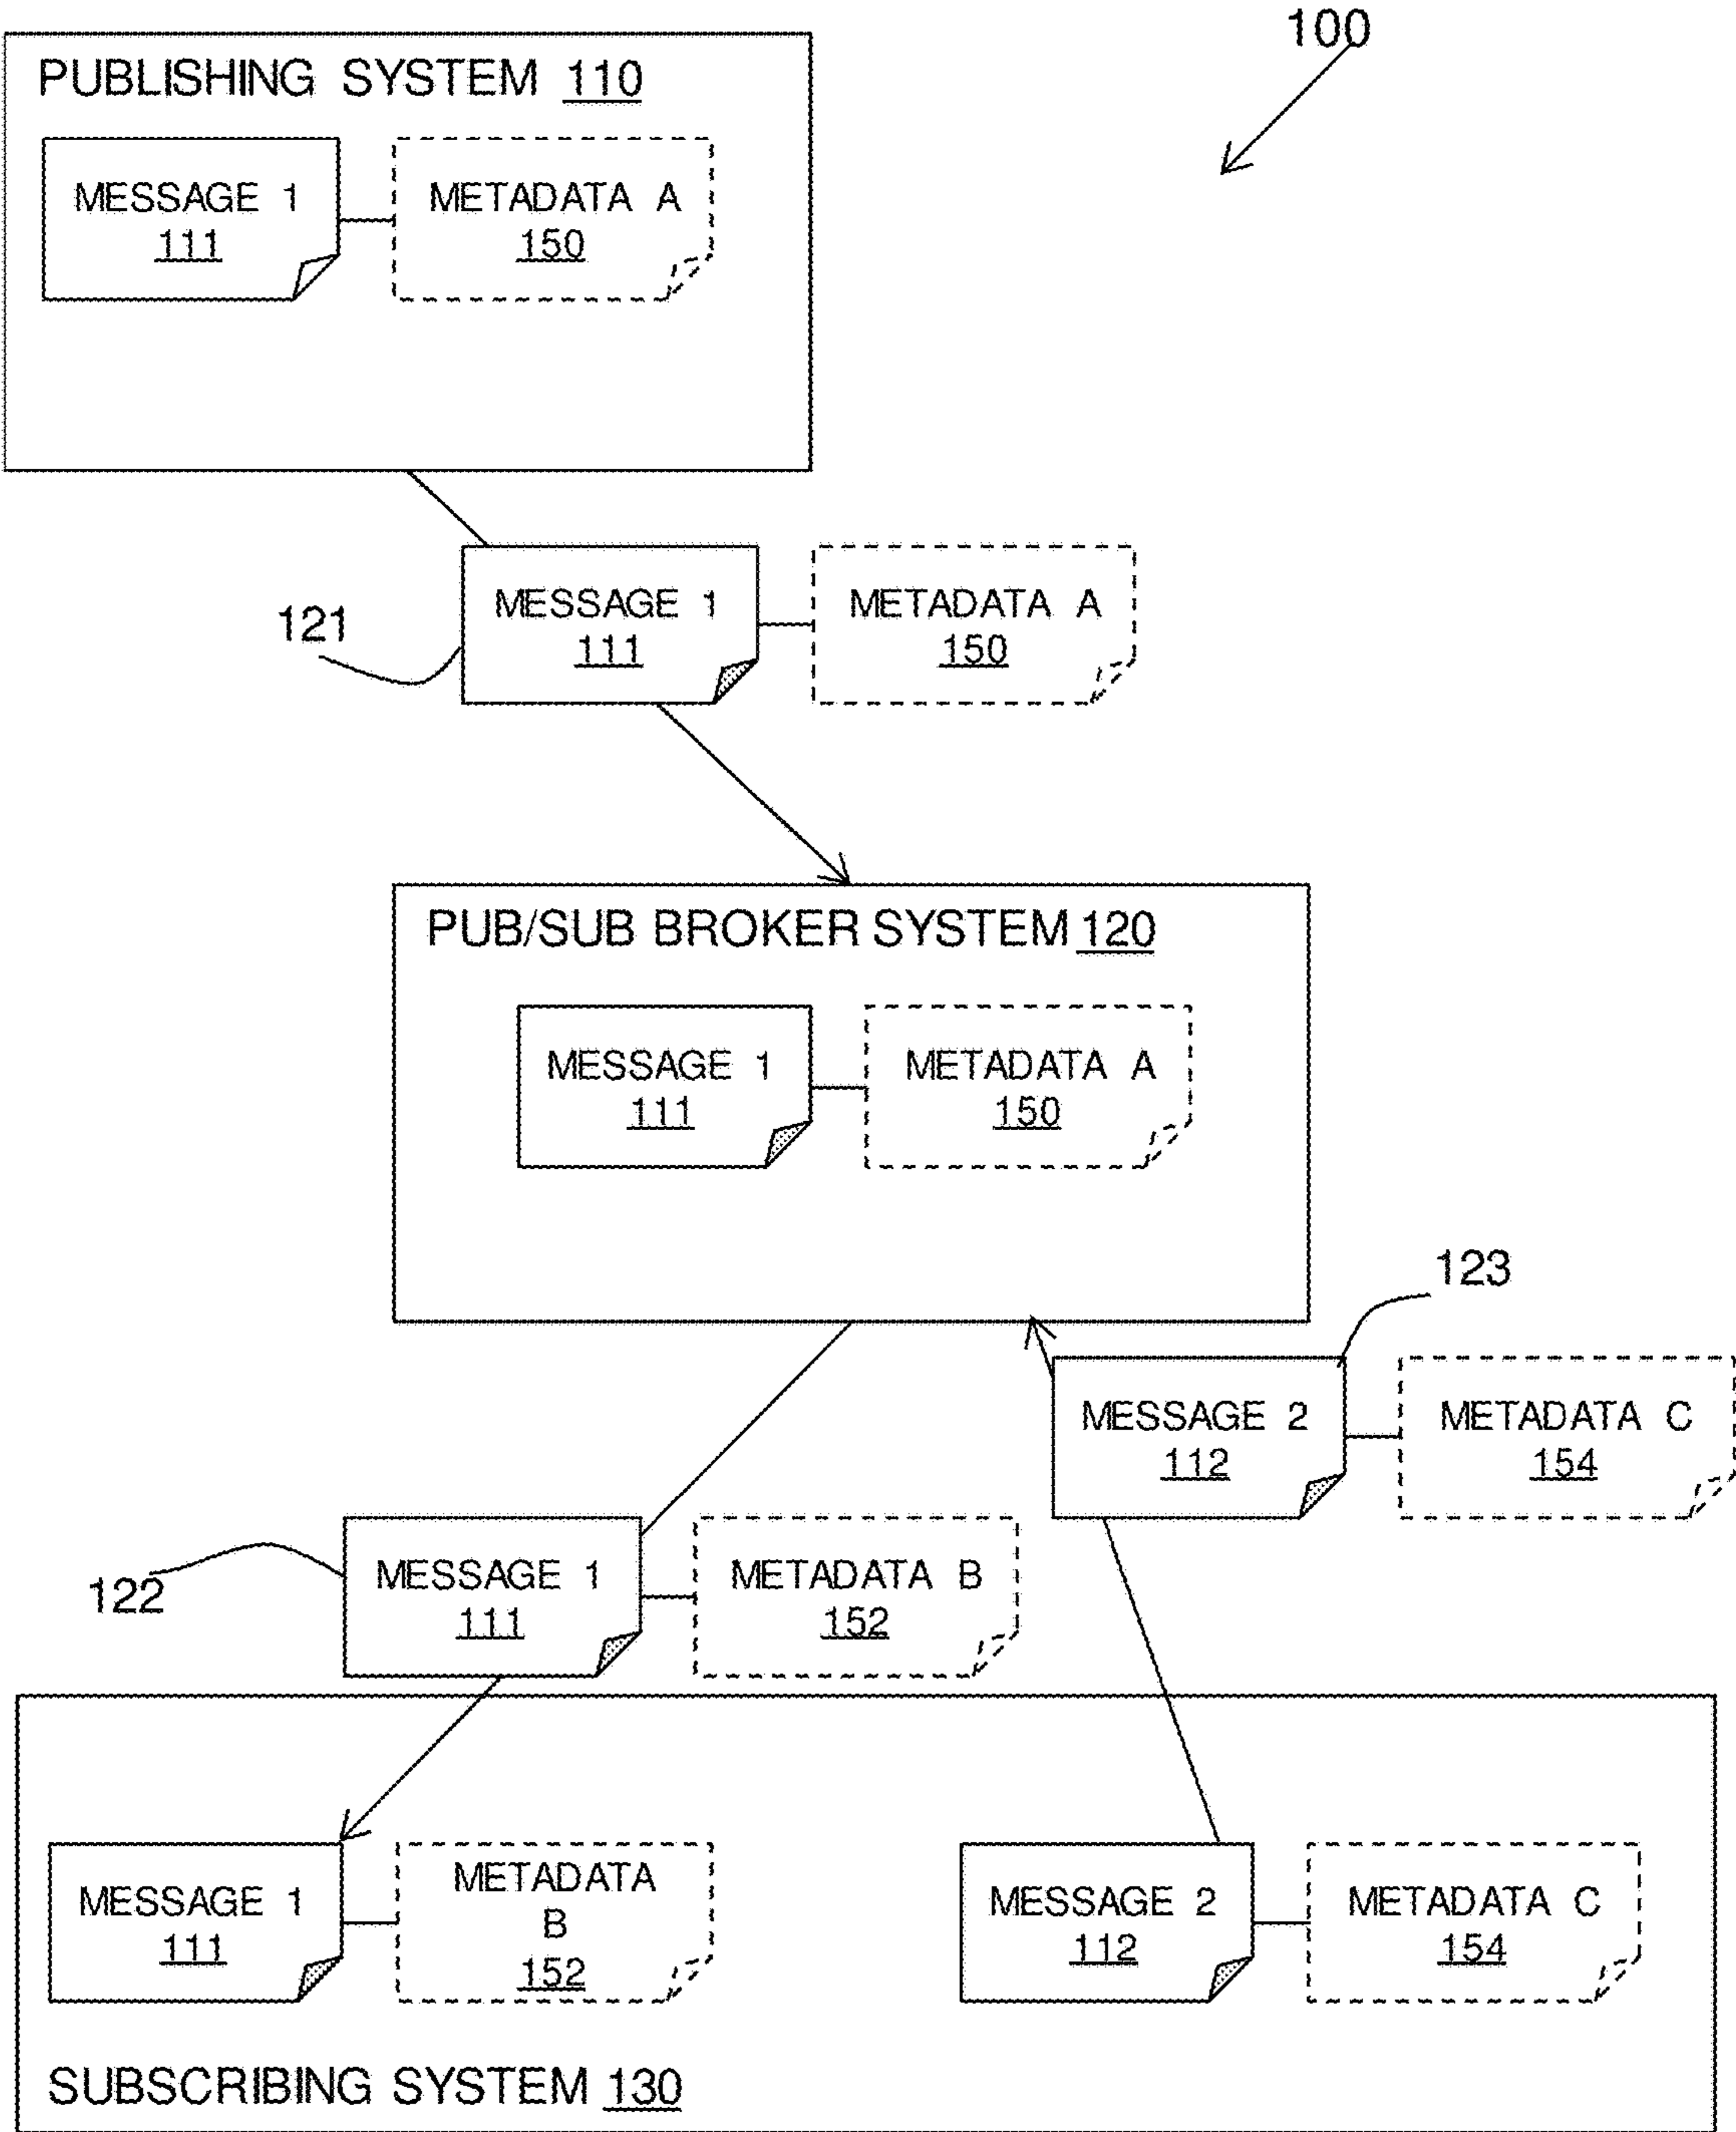 100
PUBLISHING SYSTEM 110
MESSAGE 1
111
METADATA A
150
121
MESSAGE 1
111
METADATA A
150
PUB/SUB BROKER SYSTEM 120
MESSAGE 1
111
METADATA A
150
123
MESSAGE 2
112
METADATA C
154
122
MESSAGE 1
111
METADATA B
152
MESSAGE 1
111
METADATA
B
152
MESSAGE 2
112
METADATA C
154
SUBSCRIBING SYSTEM 130